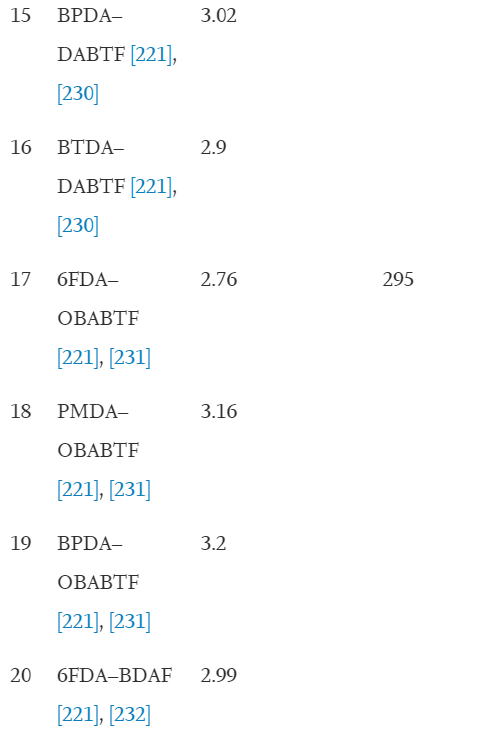 15 BPDA– 3.02
DABTF [221],
[230]
16 BTDA– 2.9
DABTF [221],
[230]
17 6FDA– 2.76 295
OBABTF
[221], [231]
18 PMDA– 3.16
OBABTF
[221], [231]
19 BPDA– 3.2
OBABTF
[221], [231]
20 6FDA–BDAF 2.99
[221], [232]